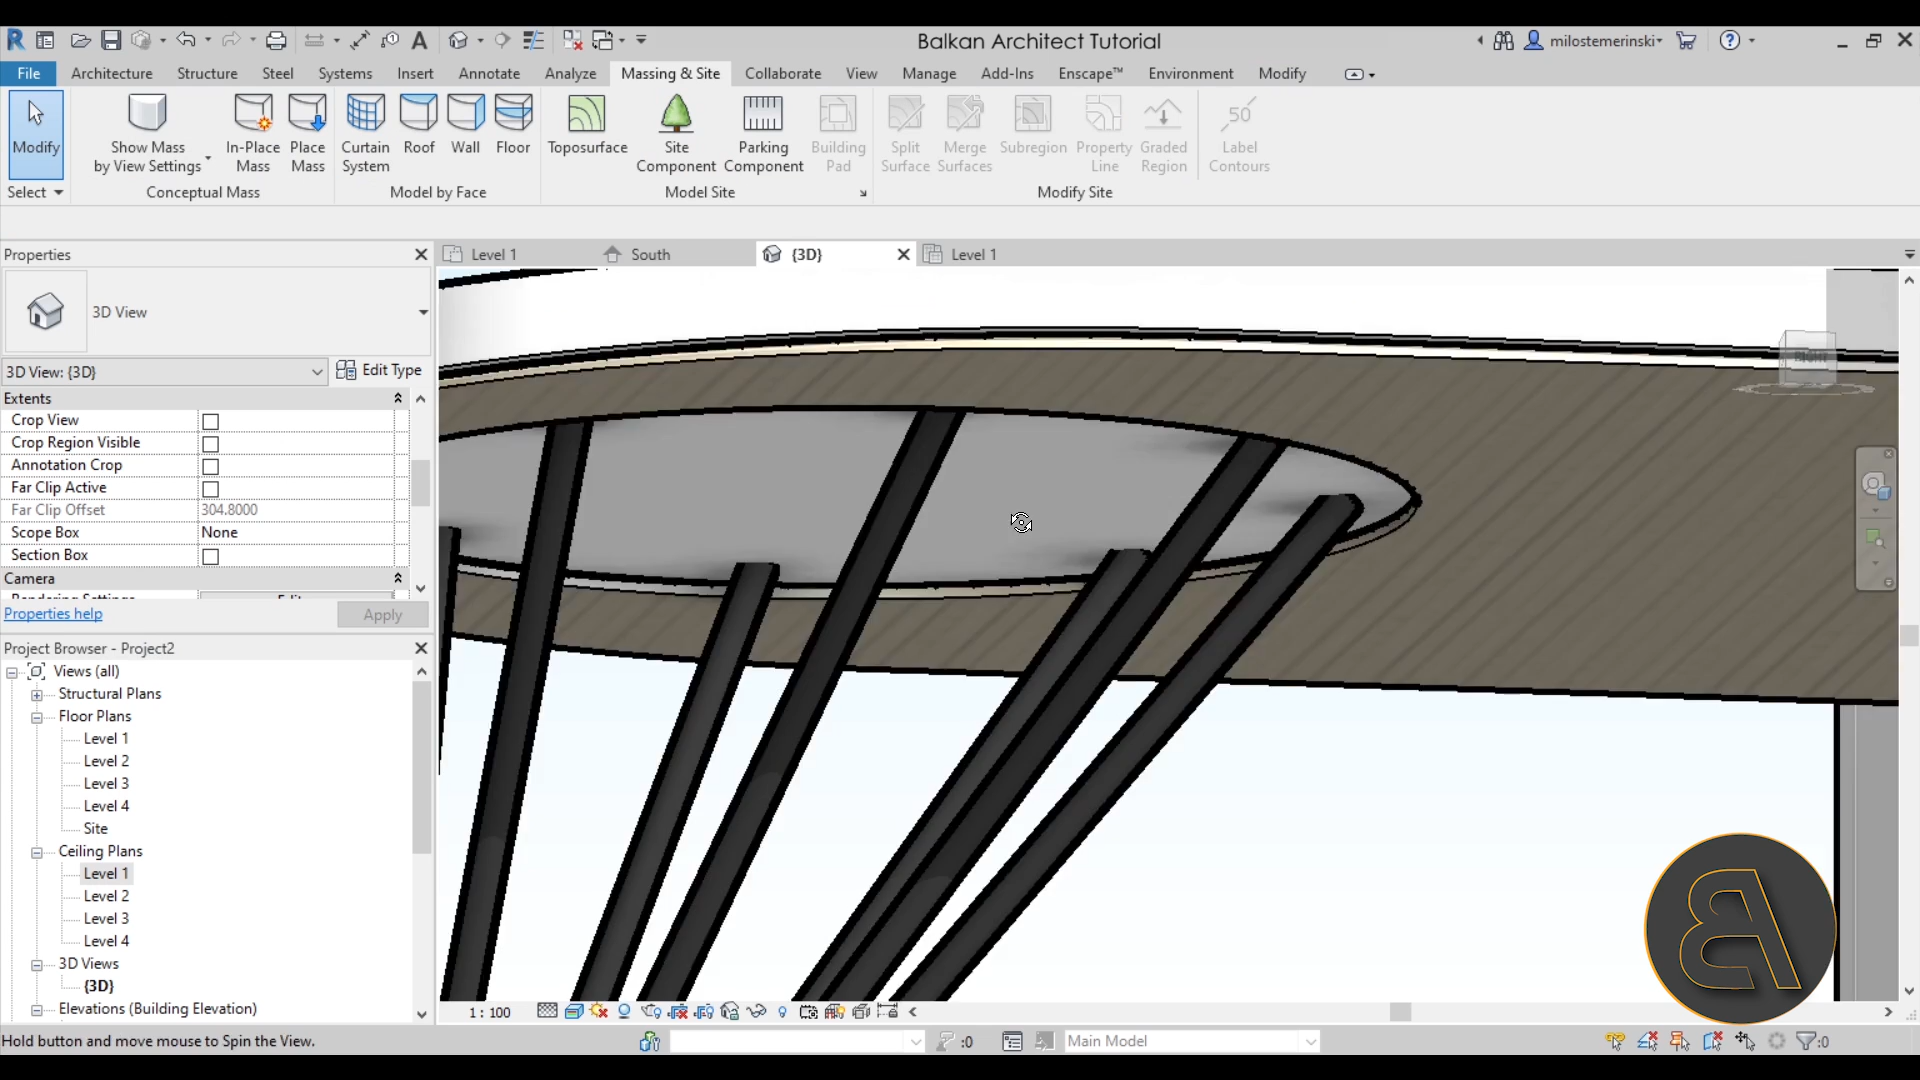 Balkan Architect Tutorial
milostemerinski
File Architecture Structure Steel Systems Insert Annotate Analyze Massing & Site Collaborate View Manage Add-Ins Enscape™ Environment Modify
Modify
Show Mass
by View Settings
In-Place
Mass
Place
Mass
Curtain
System
Roof
Wall
Floor
Toposurface
Site
Component
Parking
Component
Building
Pad
Split
Surface
Merge
Surfaces
Subregion
Property
Line
Graded
Region
50
Label
Contours
Select
Conceptual Mass
Model by Face
Model Site
Modify Site
Properties
Level 1
South
{3D}
Level 1
3D View
3D View: {3D}
Edit Type
Extents
Crop View
Crop Region Visible
Annotation Crop
Far Clip Active
Far Clip Offset 304.8000
Scope Box None
Section Box
Camera
Properties help
Apply
Project Browser - Project2
Views (all)
Structural Plans
Floor Plans
Level 1
Level 2
Level 3
Level 4
Site
Ceiling Plans
Level 1
Level 2
Level 3
Level 4
3D Views
{3D}
Elevations (Building Elevation)
1 : 100
Hold button and move mouse to Spin the View.
:0
Main Model
:0